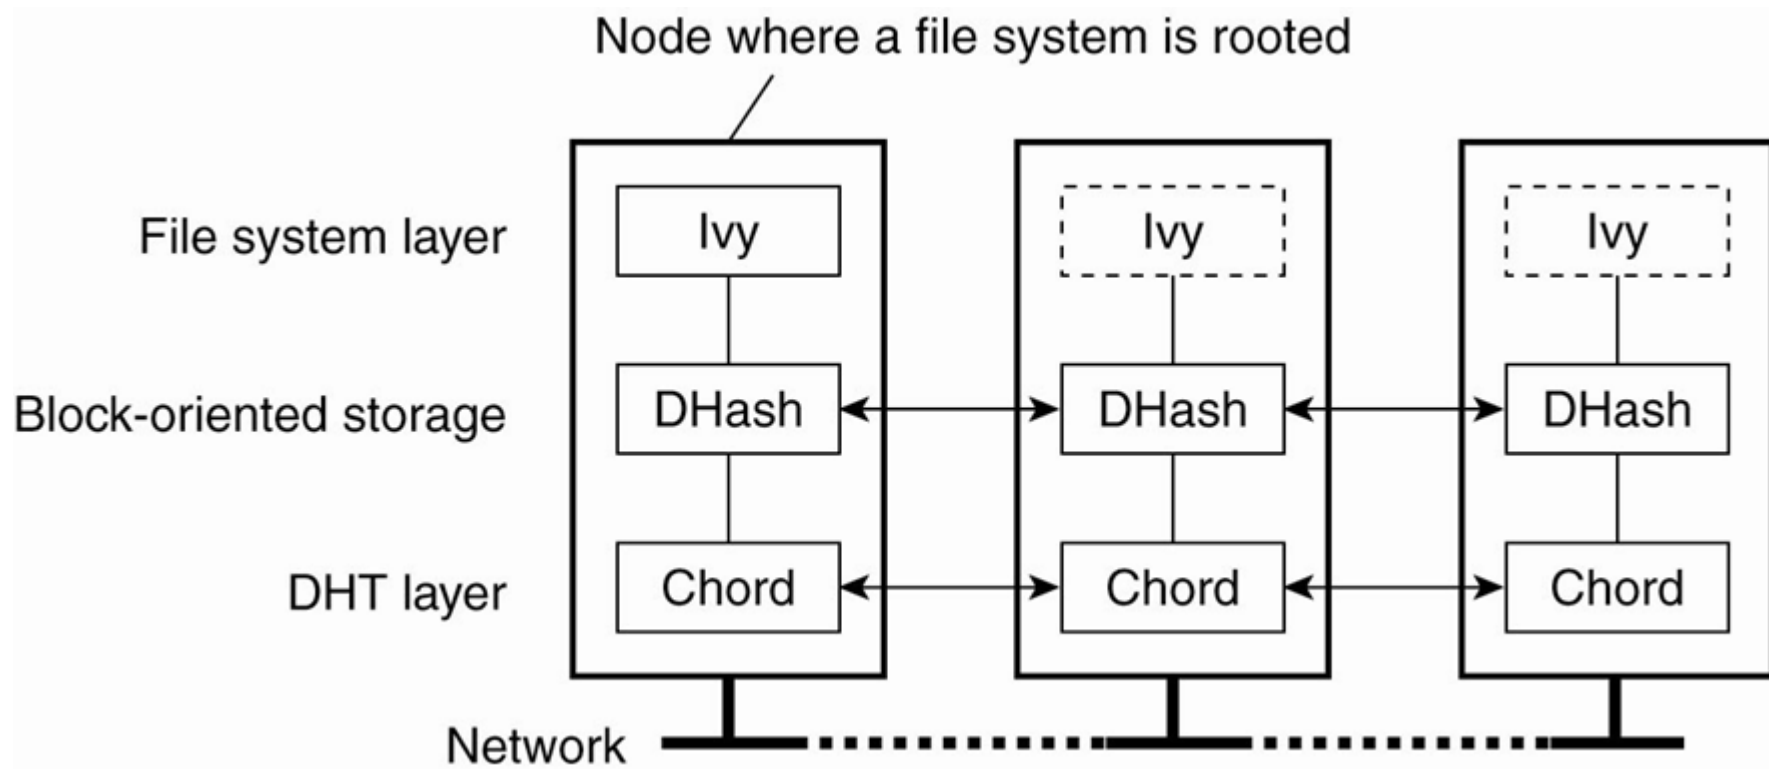 Node where a file system is rooted
File system layer
Ivy
Ivy
Ivy
Block-oriented storage
DHash
DHash
DHash
DHT layer
Chord
Chord
Chord
Network